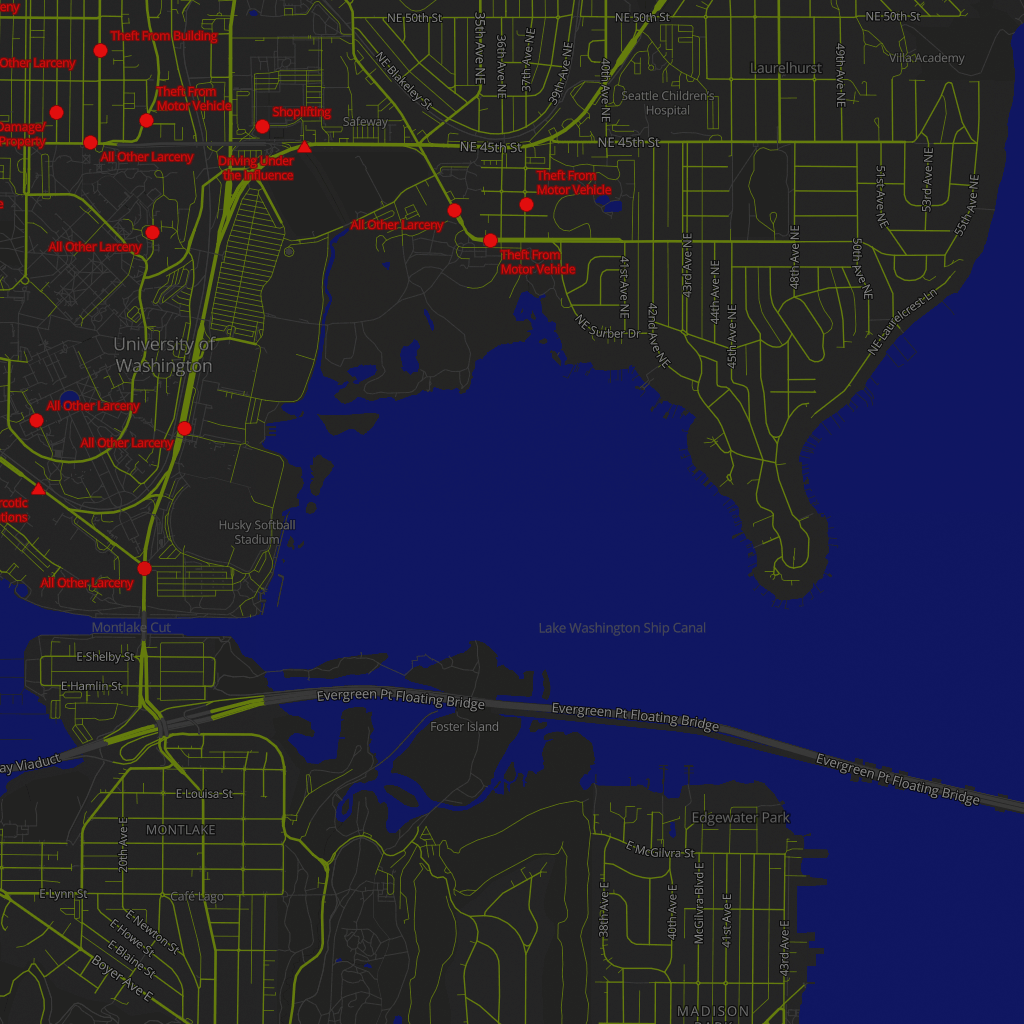 eny
NE 50th St
NE 50th St
NE 50th St
Theft From Building
35th Ave NE
36th Ave NE
37th Ave NE
39th Ave NE
40th Ave NE
49th Ave NE
Other Larceny
NE Blakeley St
Laurelhurst
Villa Academy
Theft From
Motor Vehicle
Seattle Children's
Hospital
Shoplifting
Safeway
Damage/
Property
All Other Larceny
NE 45th St
NE 45th St
Driving Under
the Influence
Theft From
Motor Vehicle
51st Ave NE
53rd Ave NE
55th Ave NE
e
All Other Larceny
All Other Larceny
Theft From
Motor Vehicle
41st Ave NE
43rd Ave NE
44th Ave NE
48th Ave NE
50th Ave NE
42nd Ave NE
45th Ave NE
NE Surber Dr
NE Laurelcrest Ln
University of
Washington
All Other Larceny
All Other Larceny
rcotic
tions
Husky Softball
Stadium
All Other Larceny
Montlake Cut
Lake Washington Ship Canal
E Shelby St
E Hamlin St
Evergreen Pt Floating Bridge
Evergreen Pt Floating Bridge
Evergreen Pt Floating Bridge
Foster Island
ay Viaduct
E Louisa St
MONTLAKE
20th Ave E
Edgewater Park
E McGilvra St
E Lynn St
Café Lago
38th Ave E
40th Ave E
McGilvra Blvd E
41st Ave E
43rd Ave E
E Newton St
E Howe St
E Blaine St
Boyer Ave E
MADISON